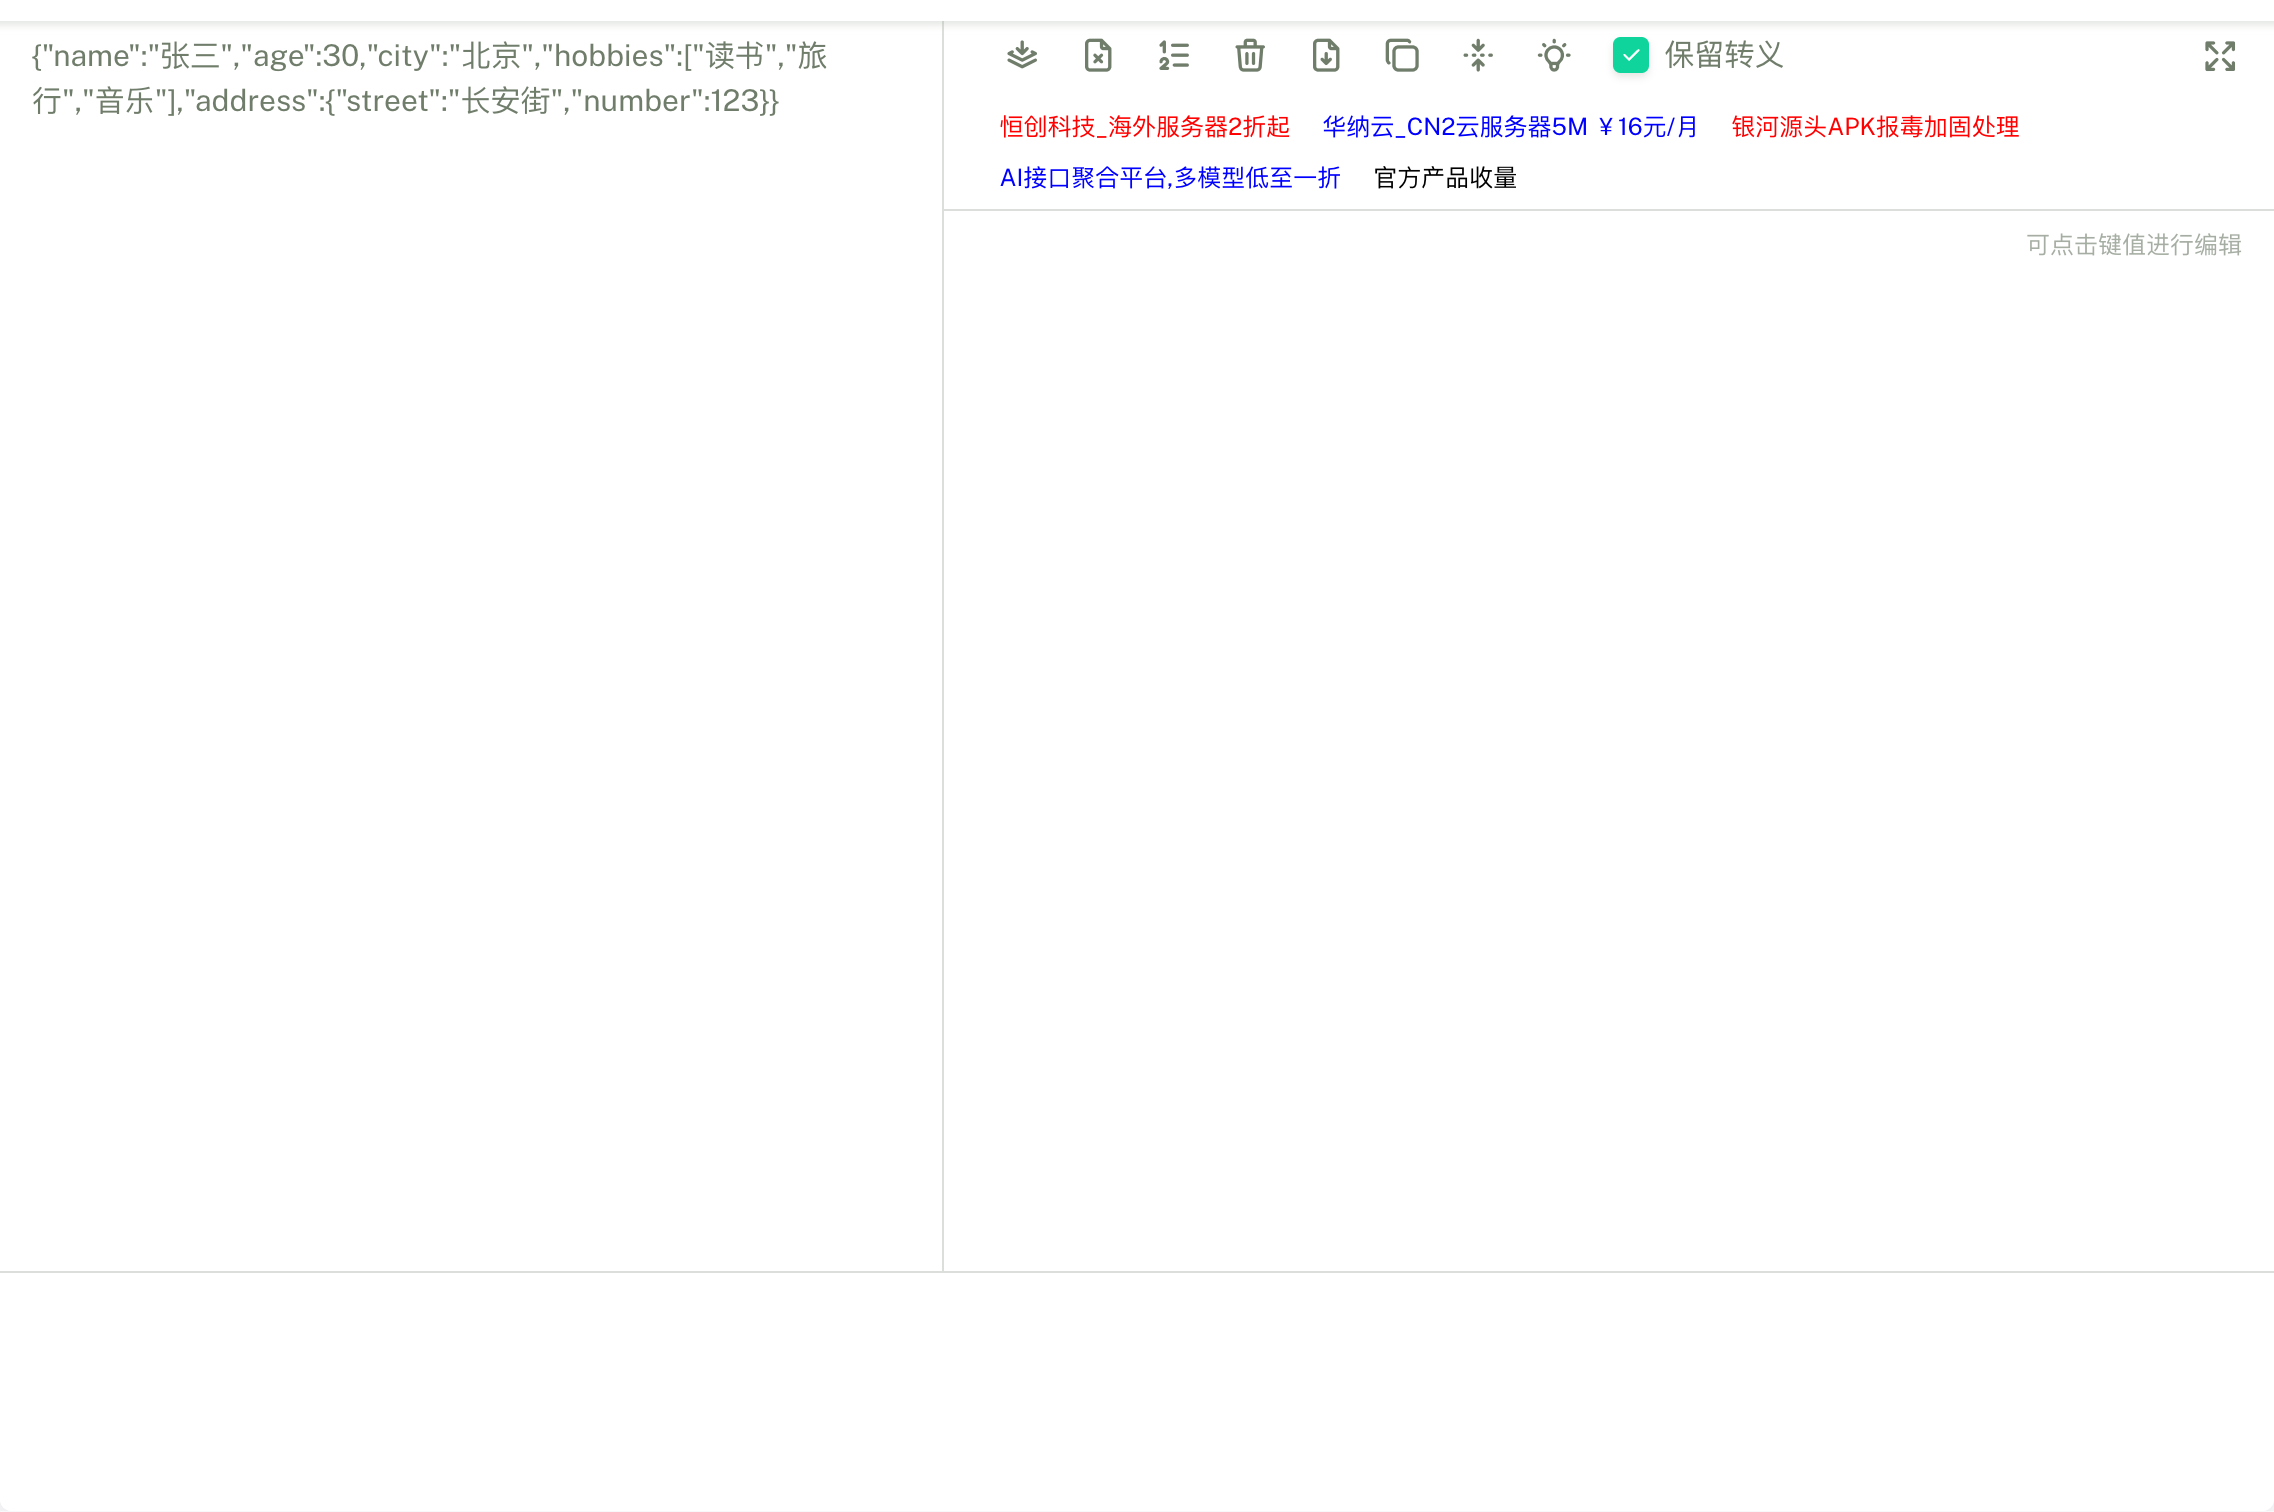 {"name":"张三","age":30,"city":"北京","hobbies":["读书","旅
行","音乐"],"address":{"street":"长安街","number":123}}
保留转义
恒创科技_海外服务器2折起 华纳云_CN2云服务器5M ￥16元/月 银河源头APK报毒加固处理
AI接口聚合平台,多模型低至一折 官方产品收量
可点击键值进行编辑